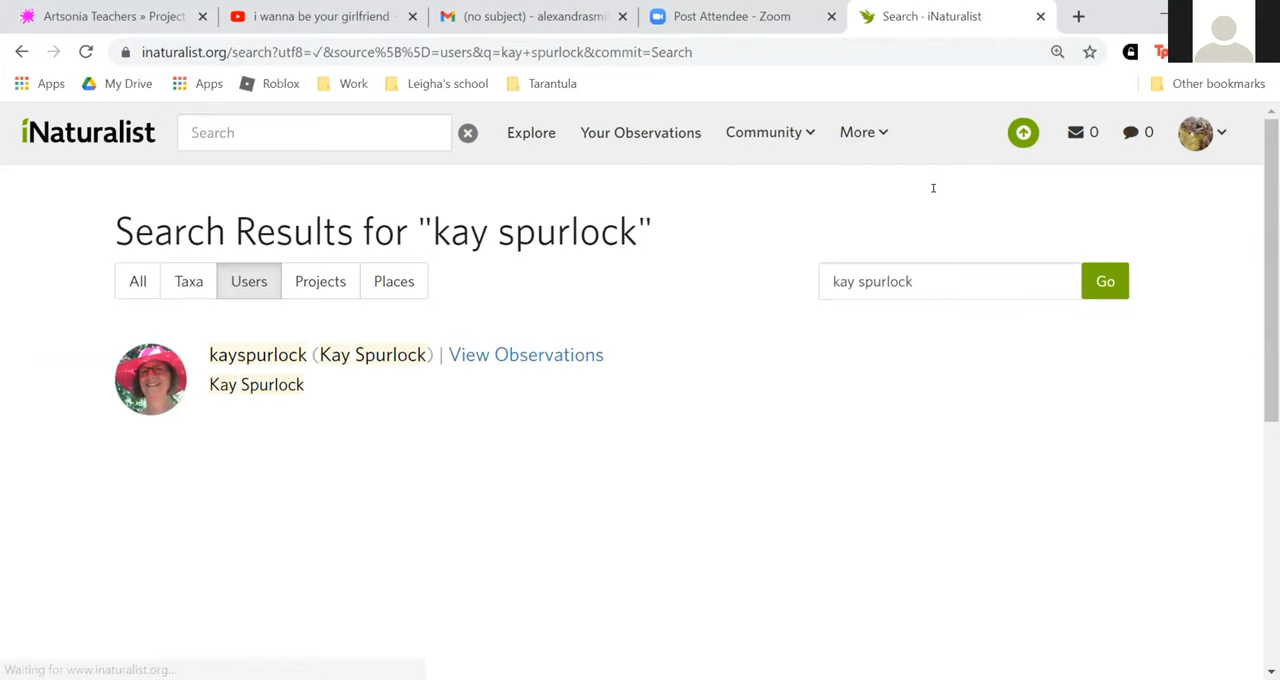 Artsonia Teachers » Project
i wanna be your girlfriend -
(no subject) - alexandrasmi
Post Attendee - Zoom
Search · iNaturalist
inaturalist.org/search?utf8=✓&source%5B%5D=users&q=kay+spurlock&commit=Search
Apps My Drive Apps Roblox Work Leigha's school Tarantula Other bookmarks
iNaturalist Search Explore Your Observations Community More 0 0
Search Results for "kay spurlock"
All Taxa Users Projects Places kay spurlock Go
kayspurlock (Kay Spurlock) | View Observations
Kay Spurlock
Waiting for www.inaturalist.org...